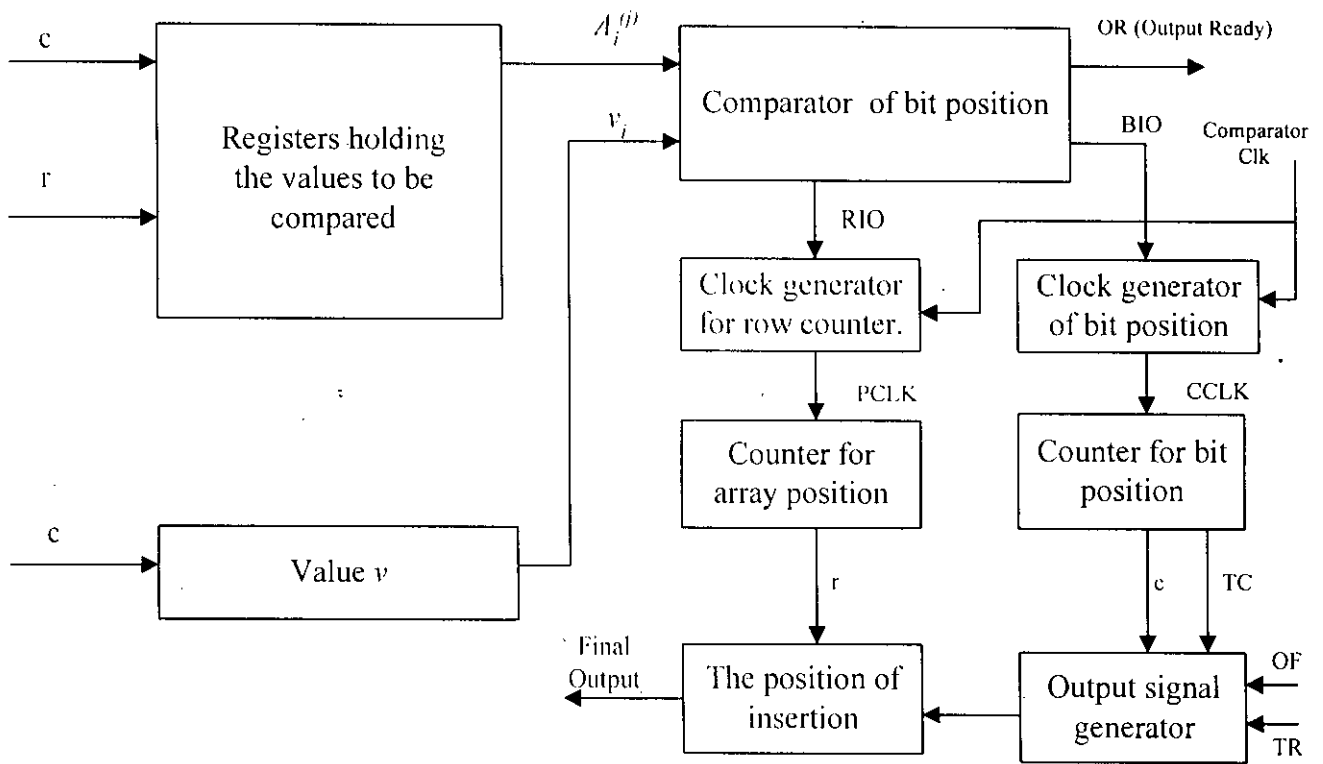 c
r
Registers holding
the values to be
compared
A_i^(j)
v_i
Comparator of bit position
OR (Output Ready)
BIO
Comparator
Clk
RIO
Clock generator
for row counter.
Clock generator
of bit position
PCLK
CCLK
Counter for
array position
Counter for bit
position
c
Value v
r
c
TC
Final
Output
The position of
insertion
Output signal
generator
OF
TR